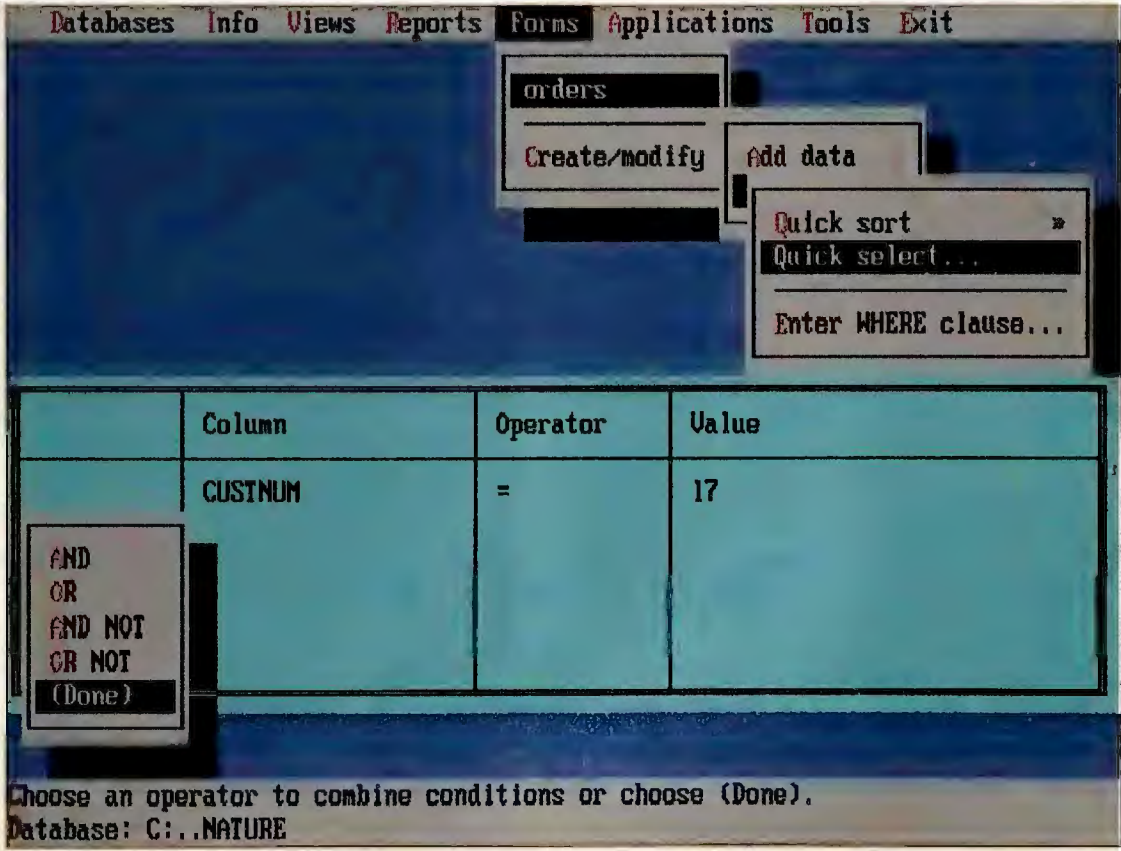 Databases Info Views Reports Forms Applications Tools Exit
orders
Create/modify
Add data
Quick sort »
Quick select...
Enter WHERE clause...
Column Operator Value
CUSTNUM = 17
AND
OR
AND NOT
OR NOT
(Done)
Choose an operator to combine conditions or choose (Done).
Database: C:..NATURE